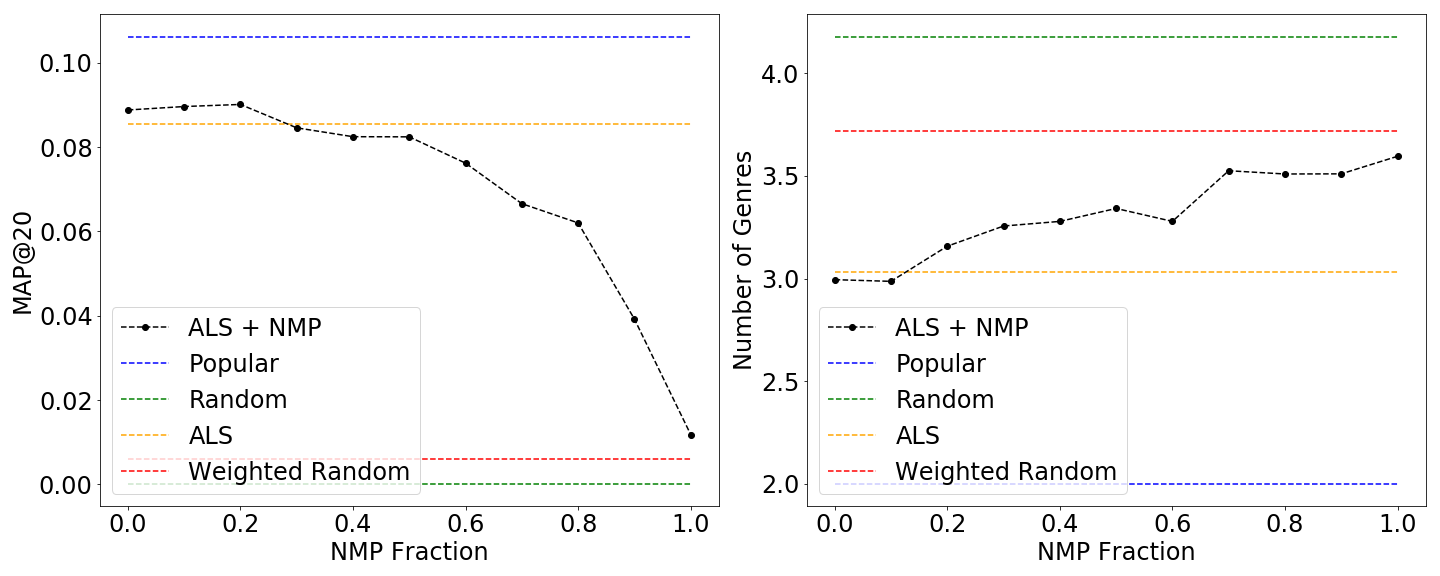 0.10
0.08
0.06
0.04
0.02
0.00
MAP@20
ALS + NMP
Popular
Random
ALS
Weighted Random
0.0 0.2 0.4 0.6 0.8 1.0
NMP Fraction
4.0
3.5
3.0
2.5
2.0
Number of Genres
ALS + NMP
Popular
Random
ALS
Weighted Random
0.0 0.2 0.4 0.6 0.8 1.0
NMP Fraction